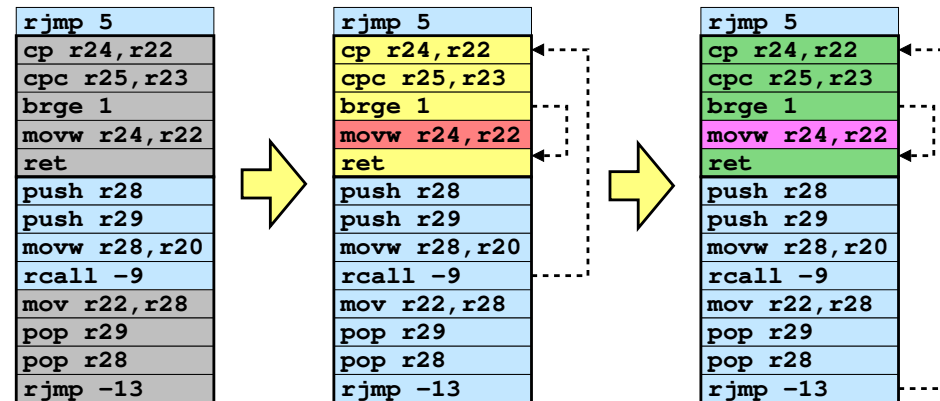 rjmp 5
cp r24,r22
cpc r25,r23
brge 1
movw r24,r22
ret
push r28
push r29
movw r28,r20
rcall −9
mov r22,r28
pop r29
pop r28
rjmp −13
rjmp 5
cp r24,r22
cpc r25,r23
brge 1
movw r24,r22
ret
push r28
push r29
movw r28,r20
rcall −9
mov r22,r28
pop r29
pop r28
rjmp −13
rjmp 5
cp r24,r22
cpc r25,r23
brge 1
movw r24,r22
ret
push r28
push r29
movw r28,r20
rcall −9
mov r22,r28
pop r29
pop r28
rjmp −13